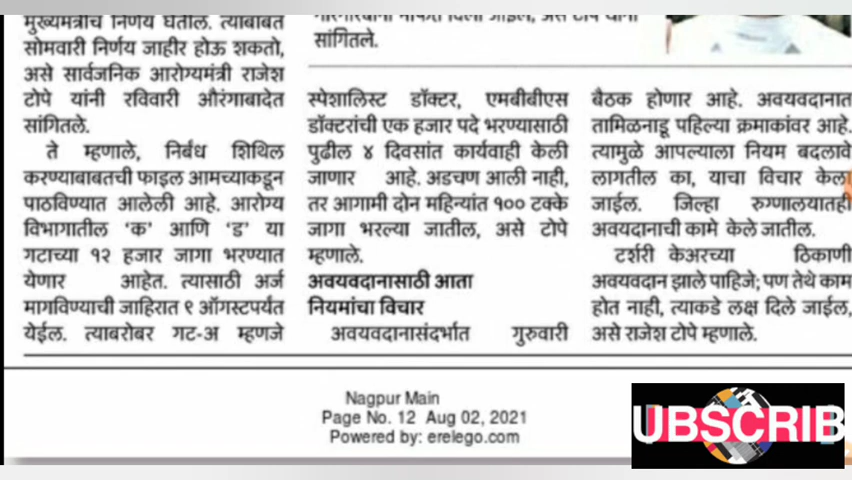 मुख्यमंत्रीच निर्णय घेतील. त्याबाबत
सोमवारी निर्णय जाहीर होऊ शकतो,
असे सार्वजनिक आरोग्यमंत्री राजेश
टोपे यांनी रविवारी औरंगाबादेत
सांगितले.
ते म्हणाले, निर्बंध शिथिल
करण्याबाबतची फाइल आमच्याकडून
पाठविण्यात आलेली आहे. आरोग्य
विभागातील ‘क’ आणि ‘ड’ या
गटाच्या १२ हजार जागा भरण्यात
येणार आहेत. त्यासाठी अर्ज
मागविण्याची जाहिरात ९ ऑगस्टपर्यंत
येईल. त्याबरोबर गट-अ म्हणजे
सांगितले.
स्पेशालिस्ट डॉक्टर, एमबीबीएस
डॉक्टरांची एक हजार पदे भरण्यासाठी
पुढील ४ दिवसांत कार्यवाही केली
जाणार आहे. अडचण आली नाही,
तर आगामी दोन महिन्यांत १०० टक्के
जागा भरल्या जातील, असे टोपे
म्हणाले.
अवयवदानासाठी आता
नियमांचा विचार
अवयवदानासंदर्भात गुरुवारी
बैठक होणार आहे. अवयवदानात
तामिळनाडू पहिल्या क्रमाकांवर आहे.
त्यामुळे आपल्याला नियम बदलावे
लागतील का, याचा विचार केला
जाईल. जिल्हा रुग्णालयातही
अवयदानाची कामे केले जातील.
टर्शरी केअरच्या ठिकाणी
अवयवदान झाले पाहिजे; पण तेथे काम
होत नाही, त्याकडे लक्ष दिले जाईल,
असे राजेश टोपे म्हणाले.
Nagpur Main
Page No. 12 Aug 02, 2021
Powered by: erelego.com
UBSCRIB